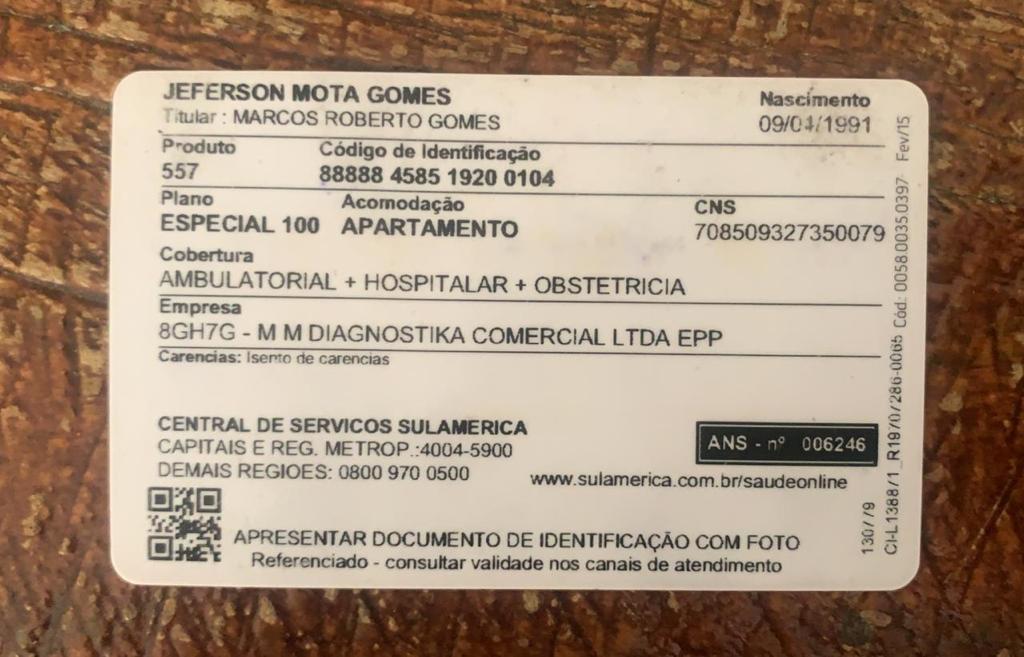 JEFERSON MOTA GOMES
Titular : MARCOS ROBERTO GOMES
Nascimento
09/04/1991
Produto
557
Código de Identificação
88888 4585 1920 0104
Plano
ESPECIAL 100
Acomodação
APARTAMENTO
CNS
708509327350079
Cobertura
AMBULATORIAL + HOSPITALAR + OBSTETRICIA
Empresa
8GH7G - M M DIAGNOSTIKA COMERCIAL LTDA EPP
Carencias: Isento de carencias
CENTRAL DE SERVICOS SULAMERICA
CAPITAIS E REG. METROP.:4004-5900
DEMAIS REGIOES: 0800 970 0500
ANS - nº 006246
www.sulamerica.com.br/saudeonline
APRESENTAR DOCUMENTO DE IDENTIFICAÇÃO COM FOTO
Referenciado - consultar validade nos canais de atendimento
130779
CI-L1388/1_R1970/286-0065 Cód: 0058.0035.0397 Fev/15